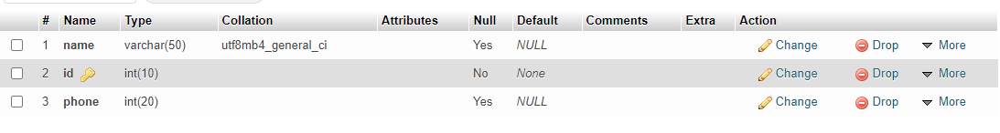 # Name Type Collation Attributes Null Default Comments Extra Action
1 name varchar(50) utf8mb4_general_ci Yes NULL Change Drop More
2 id int(10) No None Change Drop More
3 phone int(20) Yes NULL Change Drop More